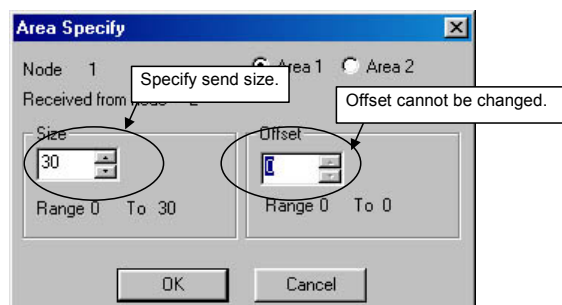 Area Specify
Node 1
Area 1 Area 2
Specify send size.
Received from
2
Offset cannot be changed.
Size
Offset
30
0
Range 0 To 30
Range 0 To 0
OK
Cancel